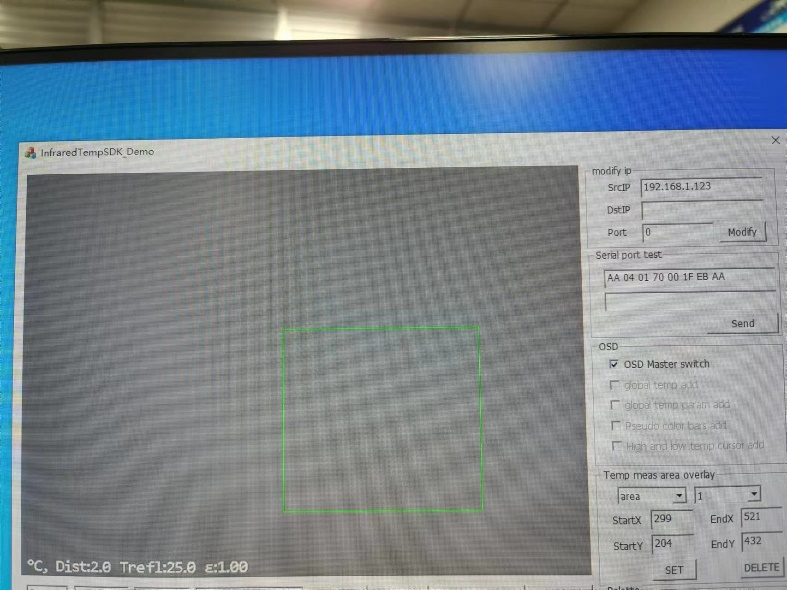 InfraredTempSDK_Demo
modify ip
SrcIP 192.168.1.123
DstIP
Port 0 Modify
Serial port test
AA 04 01 70 00 1F EB AA
Send
OSD
OSD Master switch
global temp add
global temp param add
Pseudo color bars add
High and low temp cursor add
Temp meas area overlay
area 1
StartX 299 EndX 521
StartY 204 EndY 432
SET DELETE
°C, Dist:2.0 Trefl:25.0 ε:1.00